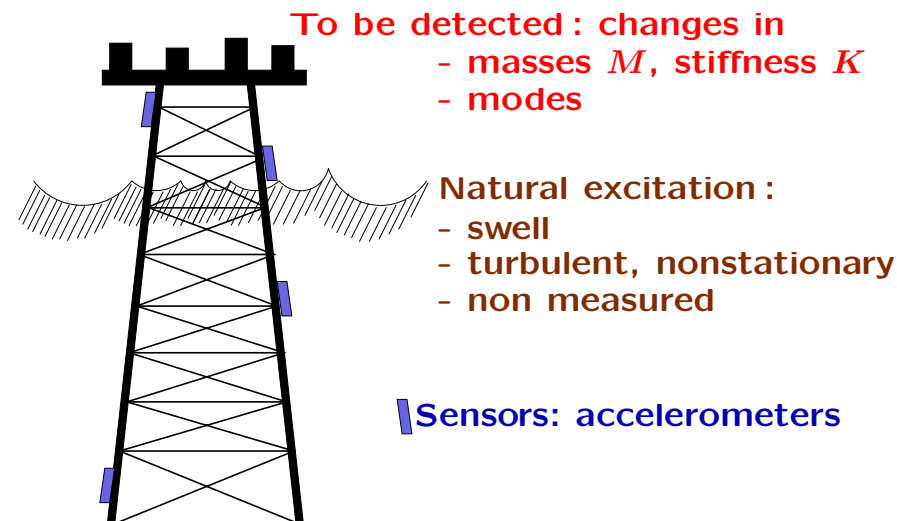 To be detected : changes in
- masses M, stiffness K
- modes
Natural excitation :
- swell
- turbulent, nonstationary
- non measured
Sensors: accelerometers